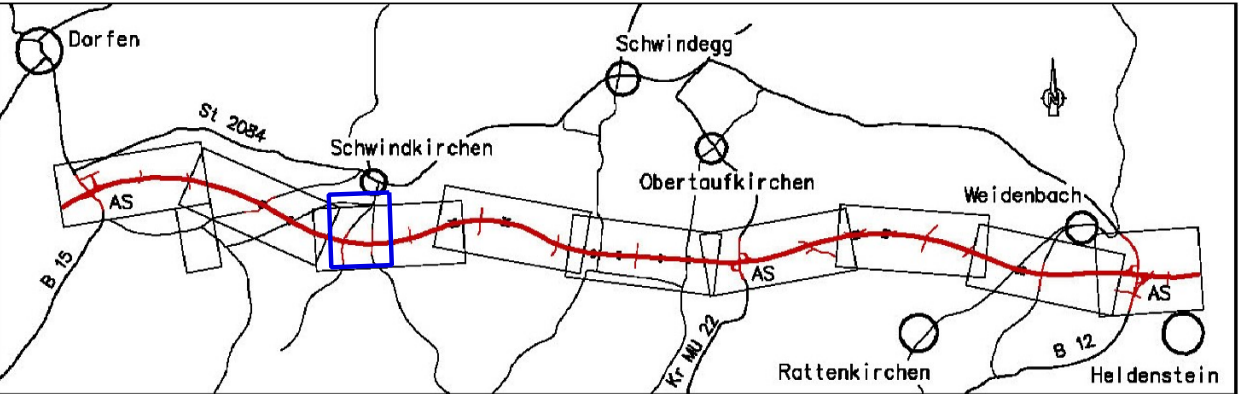 Dorfen
Schwindegg
N
St 2084
Schwindkirchen
Obertaufkirchen
Weidenbach
AS
B 15
AS
AS
Kr MÜ 22
Rattenkirchen
B 12
Heldenstein